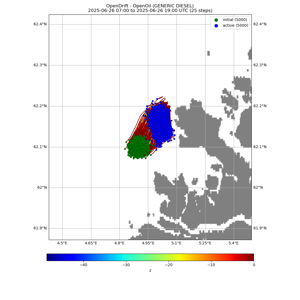 OpenDrift - OpenOil (GENERIC DIESEL)
2025-06-26 07:00 to 2025-06-26 19:00 UTC (25 steps)
initial (5000)
active (5000)
62.4°N 62.4°N
62.3°N 62.3°N
62.2°N 62.2°N
62.1°N 62.1°N
62°N 62°N
61.9°N 61.9°N
4.5°E 4.65°E 4.8°E 4.95°E 5.1°E 5.25°E 5.4°E
−40 −30 −20 −10 0
z